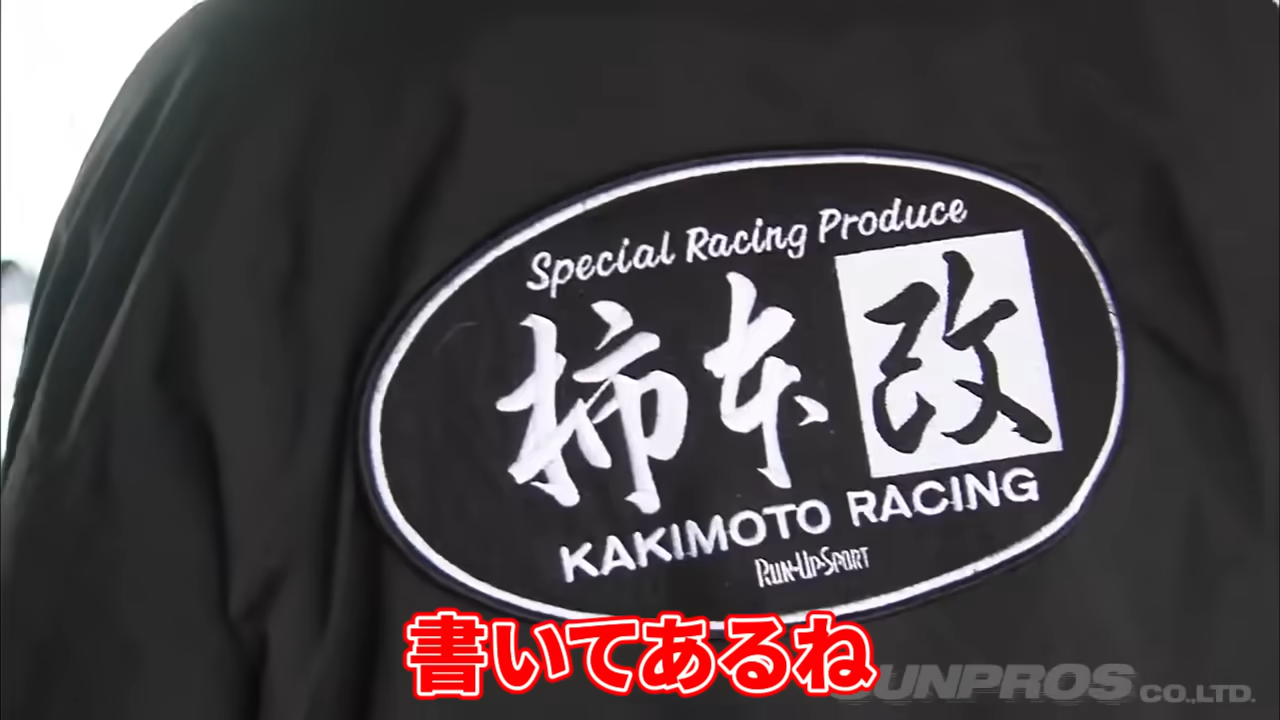 Special Racing Produce
柿本改
KAKIMOTO RACING
RUN-UP-SPORT
書いてあるね
SUNPROS CO.,LTD.